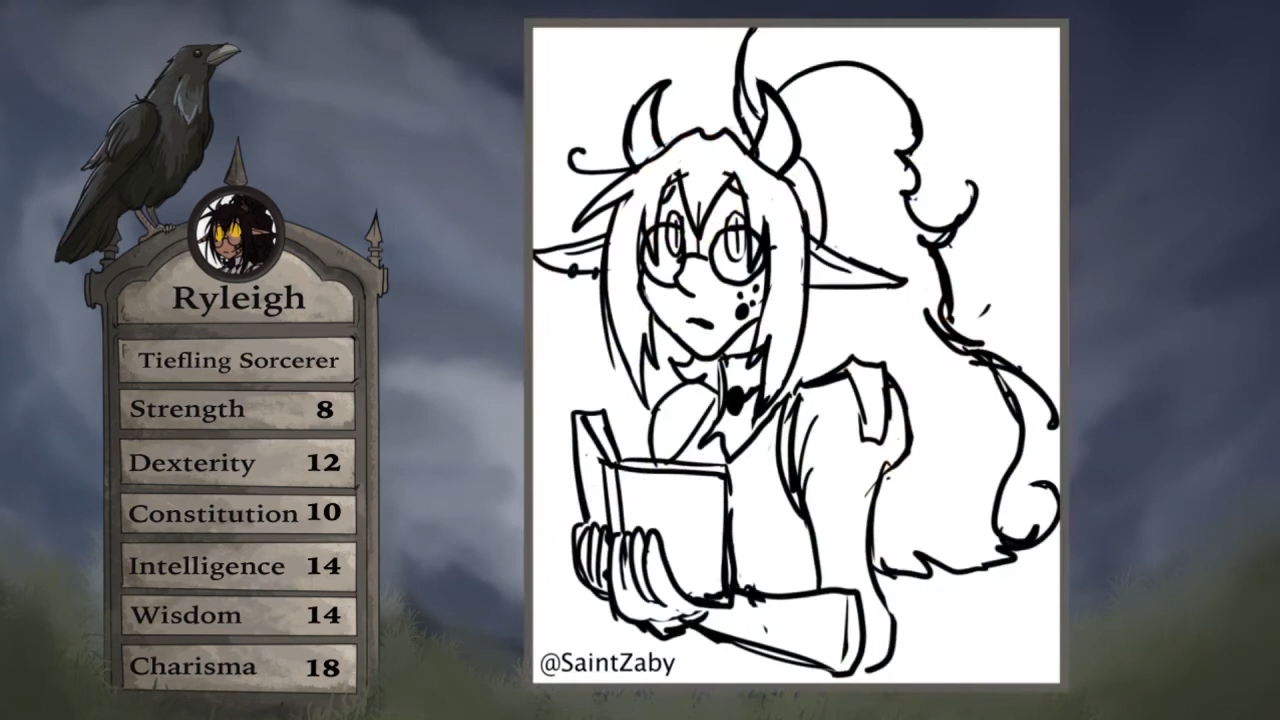 Ryleigh
Tiefling Sorcerer
Strength 8
Dexterity 12
Constitution 10
Intelligence 14
Wisdom 14
Charisma 18
@SaintZaby